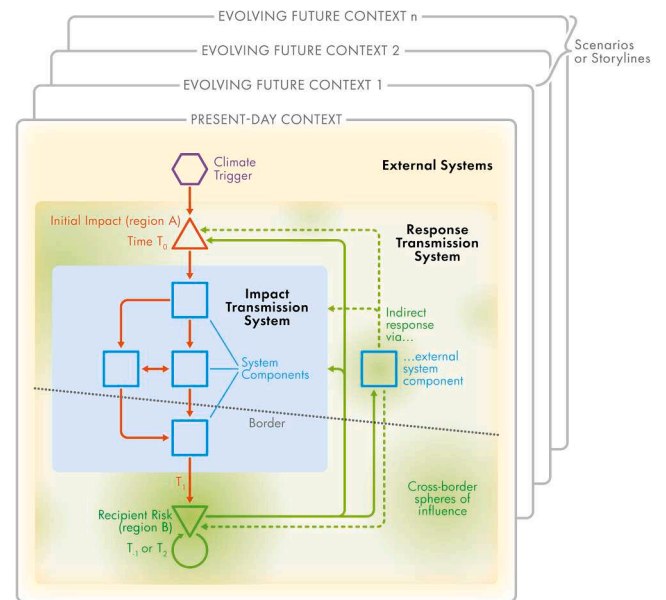 EVOLVING FUTURE CONTEXT n
EVOLVING FUTURE CONTEXT 2
Scenarios
or Storylines
EVOLVING FUTURE CONTEXT 1
PRESENT-DAY CONTEXT
Climate
Trigger
External Systems
Initial Impact (region A)
Time T₀
Response
Transmission
System
Impact
Transmission
System
Indirect
response
via...
System
Components
...external
system
component
Border
T₁
Cross-border
spheres of
influence
Recipient Risk
(region B)
T₋₁ or T₂